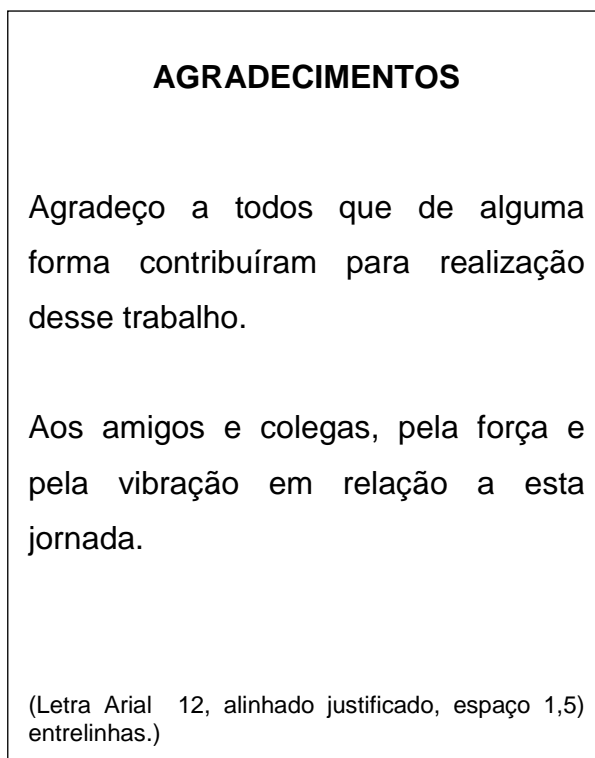 AGRADECIMENTOS
Agradeço a todos que de alguma
forma contribuíram para realização
desse trabalho.
Aos amigos e colegas, pela força e
pela vibração em relação a esta
jornada.
(Letra Arial  12, alinhado justificado, espaço 1,5)
entrelinhas.)